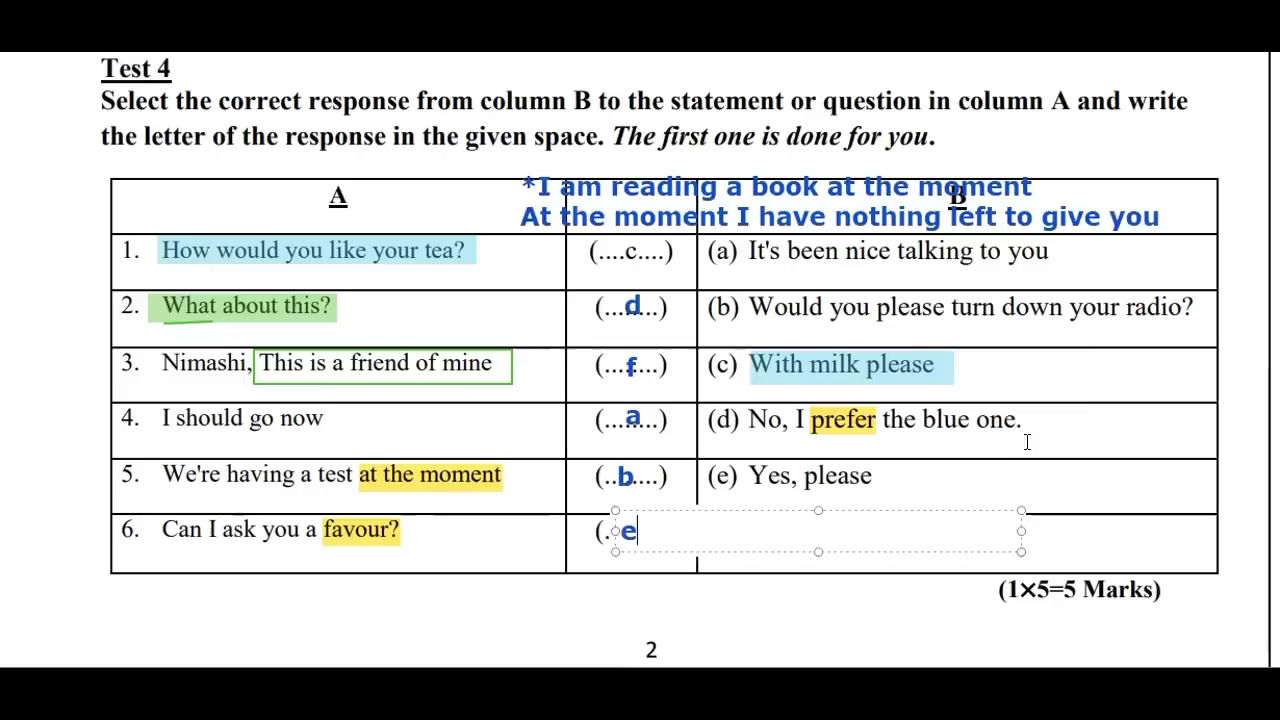 Test 4
Select the correct response from column B to the statement or question in column A and write
the letter of the response in the given space. The first one is done for you.
A
B
*I am reading a book at the moment
At the moment I have nothing left to give you
1. How would you like your tea? (....c....) (a) It's been nice talking to you
2. What about this? (...d...) (b) Would you please turn down your radio?
3. Nimashi, This is a friend of mine (...f...) (c) With milk please
4. I should go now (...a...) (d) No, I prefer the blue one.
5. We're having a test at the moment (..b....) (e) Yes, please
6. Can I ask you a favour? (. e
(1×5=5 Marks)
2